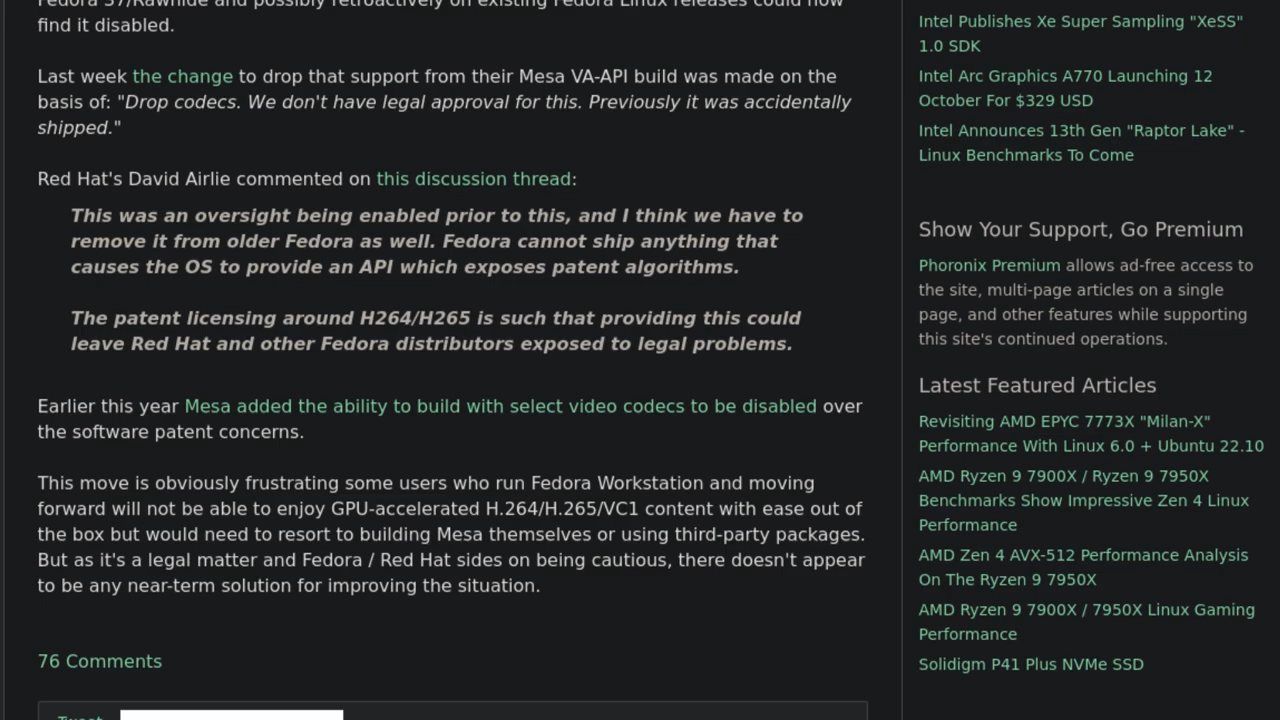 Fedora 37/Rawhide and possibly retroactively on existing Fedora Linux releases could now
find it disabled.
Last week the change to drop that support from their Mesa VA-API build was made on the
basis of: "Drop codecs. We don't have legal approval for this. Previously it was accidentally
shipped."
Red Hat's David Airlie commented on this discussion thread:
This was an oversight being enabled prior to this, and I think we have to
remove it from older Fedora as well. Fedora cannot ship anything that
causes the OS to provide an API which exposes patent algorithms.
The patent licensing around H264/H265 is such that providing this could
leave Red Hat and other Fedora distributors exposed to legal problems.
Earlier this year Mesa added the ability to build with select video codecs to be disabled over
the software patent concerns.
This move is obviously frustrating some users who run Fedora Workstation and moving
forward will not be able to enjoy GPU-accelerated H.264/H.265/VC1 content with ease out of
the box but would need to resort to building Mesa themselves or using third-party packages.
But as it's a legal matter and Fedora / Red Hat sides on being cautious, there doesn't appear
to be any near-term solution for improving the situation.
76 Comments
Tweet
Intel Publishes Xe Super Sampling "XeSS"
1.0 SDK
Intel Arc Graphics A770 Launching 12
October For $329 USD
Intel Announces 13th Gen "Raptor Lake" -
Linux Benchmarks To Come
Show Your Support, Go Premium
Phoronix Premium allows ad-free access to
the site, multi-page articles on a single
page, and other features while supporting
this site's continued operations.
Latest Featured Articles
Revisiting AMD EPYC 7773X "Milan-X"
Performance With Linux 6.0 + Ubuntu 22.10
AMD Ryzen 9 7900X / Ryzen 9 7950X
Benchmarks Show Impressive Zen 4 Linux
Performance
AMD Zen 4 AVX-512 Performance Analysis
On The Ryzen 9 7950X
AMD Ryzen 9 7900X / 7950X Linux Gaming
Performance
Solidigm P41 Plus NVMe SSD